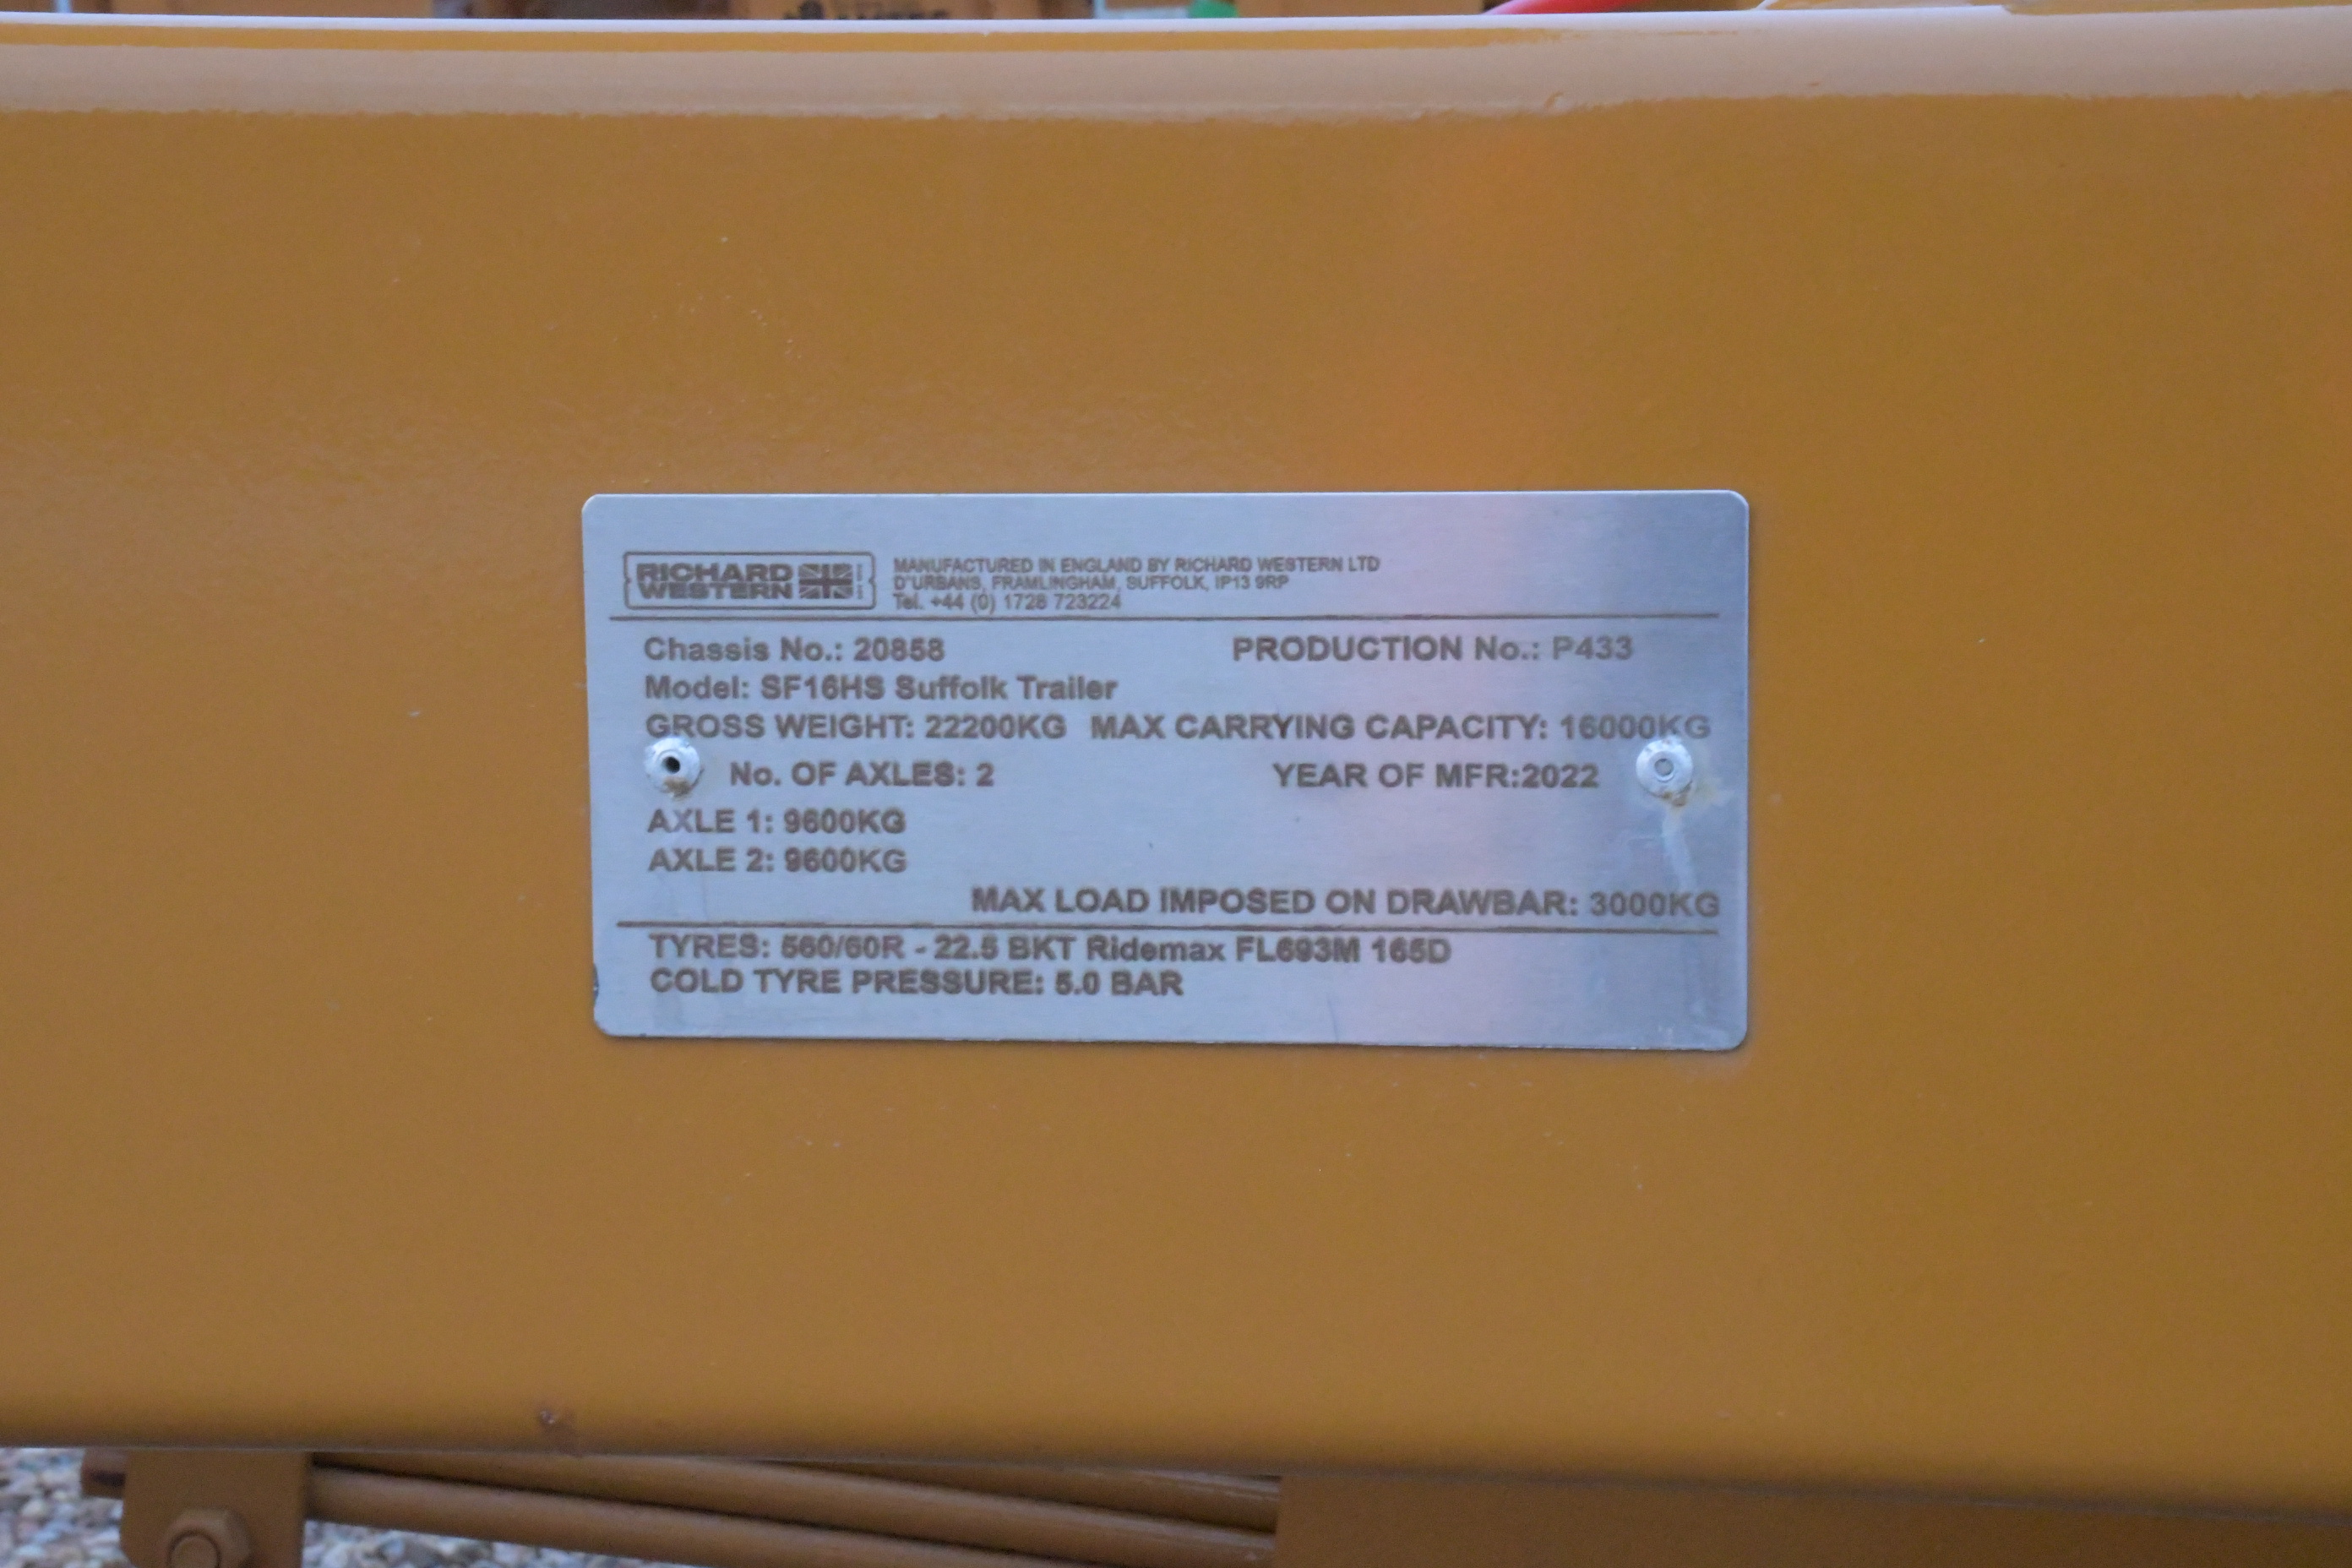 RICHARD
WESTERN
MANUFACTURED IN ENGLAND BY RICHARD WESTERN LTD
D'URBANS, FRAMLINGHAM, SUFFOLK, IP13 9RP
Tel. +44 (0) 1728 723224
Chassis No.: 20858 PRODUCTION No.: P433
Model: SF16HS Suffolk Trailer
GROSS WEIGHT: 22200KG MAX CARRYING CAPACITY: 16000KG
No. OF AXLES: 2 YEAR OF MFR:2022
AXLE 1: 9600KG
AXLE 2: 9600KG
MAX LOAD IMPOSED ON DRAWBAR: 3000KG
TYRES: 560/60R - 22.5 BKT Ridemax FL693M 165D
COLD TYRE PRESSURE: 5.0 BAR